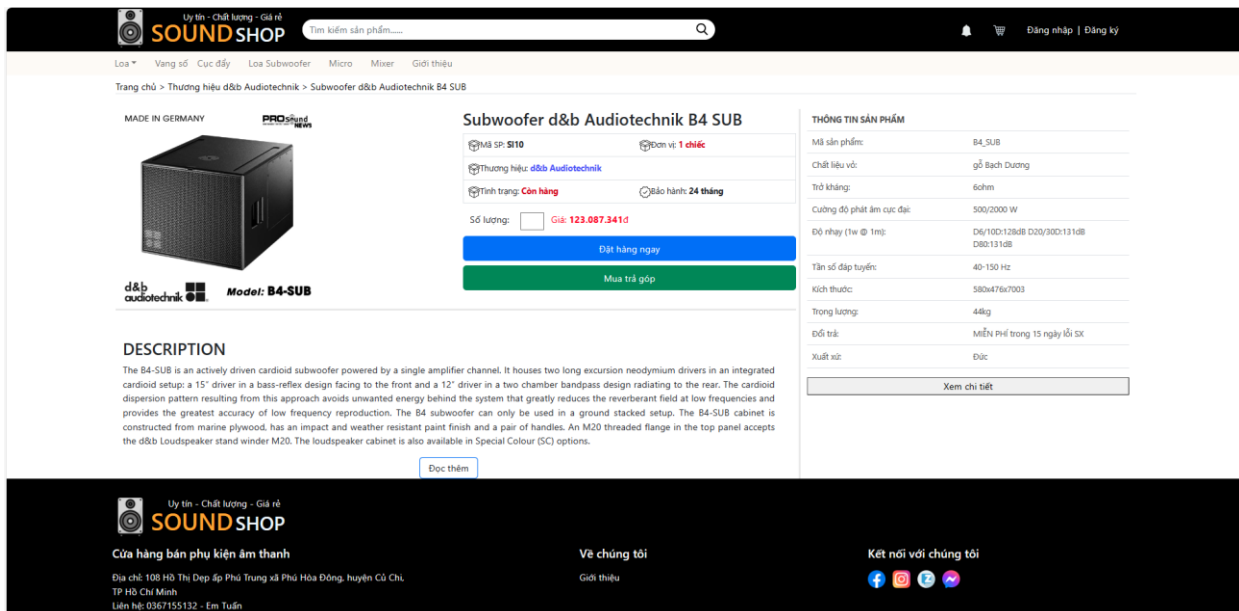 Uy tín - Chất lượng - Giá rẻ
SOUND SHOP
Tìm kiếm sản phẩm......
Đăng nhập | Đăng ký
Loa
Vang số
Cục đẩy
Loa Subwoofer
Micro
Mixer
Giới thiệu
Trang chủ > Thương hiệu d&b Audiotechnik > Subwoofer d&b Audiotechnik B4 SUB
MADE IN GERMANY
PROSound
NEWS
d&b
audiotechnik
Model: B4-SUB
Subwoofer d&b Audiotechnik B4 SUB
Mã SP: SI10
Đơn vị: 1 chiếc
Thương hiệu: d&b Audiotechnik
Tình trạng: Còn hàng
Bảo hành: 24 tháng
Số lượng:
Giá: 123.087.341đ
Đặt hàng ngay
Mua trả góp
THÔNG TIN SẢN PHẨM
Mã sản phẩm: B4_SUB
Chất liệu vỏ: gỗ Bạch Dương
Trở kháng: 6ohm
Cường độ phát âm cực đại: 500/2000 W
Độ nhạy (1w @ 1m): D6/10D:128dB D20/30D:131dB
D80:131dB
Tần số đáp tuyến: 40-150 Hz
Kích thước: 580x476x7003
Trọng lượng: 44kg
Đổi trả: MIỄN PHÍ trong 15 ngày lỗi SX
Xuất xứ: Đức
Xem chi tiết
DESCRIPTION
The B4-SUB is an actively driven cardioid subwoofer powered by a single amplifier channel. It houses two long excursion neodymium drivers in an integrated
cardioid setup: a 15″ driver in a bass-reflex design facing to the front and a 12″ driver in a two chamber bandpass design radiating to the rear. The cardioid
dispersion pattern resulting from this approach avoids unwanted energy behind the system that greatly reduces the reverberant field at low frequencies and
provides the greatest accuracy of low frequency reproduction. The B4 subwoofer can only be used in a ground stacked setup. The B4-SUB cabinet is
constructed from marine plywood, has an impact and weather resistant paint finish and a pair of handles. An M20 threaded flange in the top panel accepts
the d&b Loudspeaker stand winder M20. The loudspeaker cabinet is also available in Special Colour (SC) options.
Đọc thêm
Uy tín - Chất lượng - Giá rẻ
SOUND SHOP
Cửa hàng bán phụ kiện âm thanh
Địa chỉ: 108 Hồ Thị Dẹp ấp Phú Trung xã Phú Hòa Đông, huyện Củ Chi,
TP Hồ Chí Minh
Liên hệ: 0367155132 - Em Tuấn
Về chúng tôi
Giới thiệu
Kết nối với chúng tôi